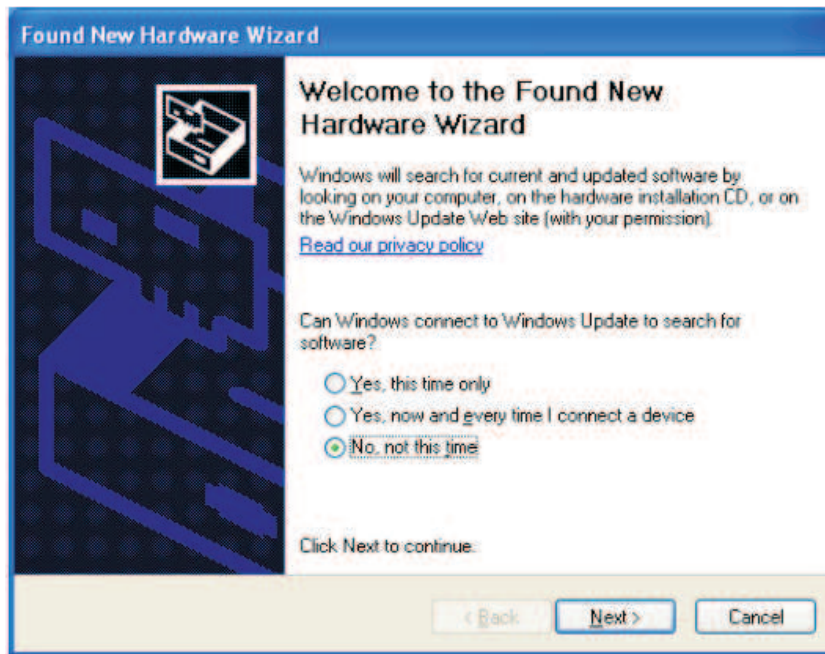 Found New Hardware Wizard
Welcome to the Found New
Hardware Wizard
Windows will search for current and updated software by
looking on your computer, on the hardware installation CD, or on
the Windows Update Web site (with your permission).
Read our privacy policy
Can Windows connect to Windows Update to search for
software?
Yes, this time only
Yes, now and every time I connect a device
No, not this time
Click Next to continue.
< Back
Next >
Cancel